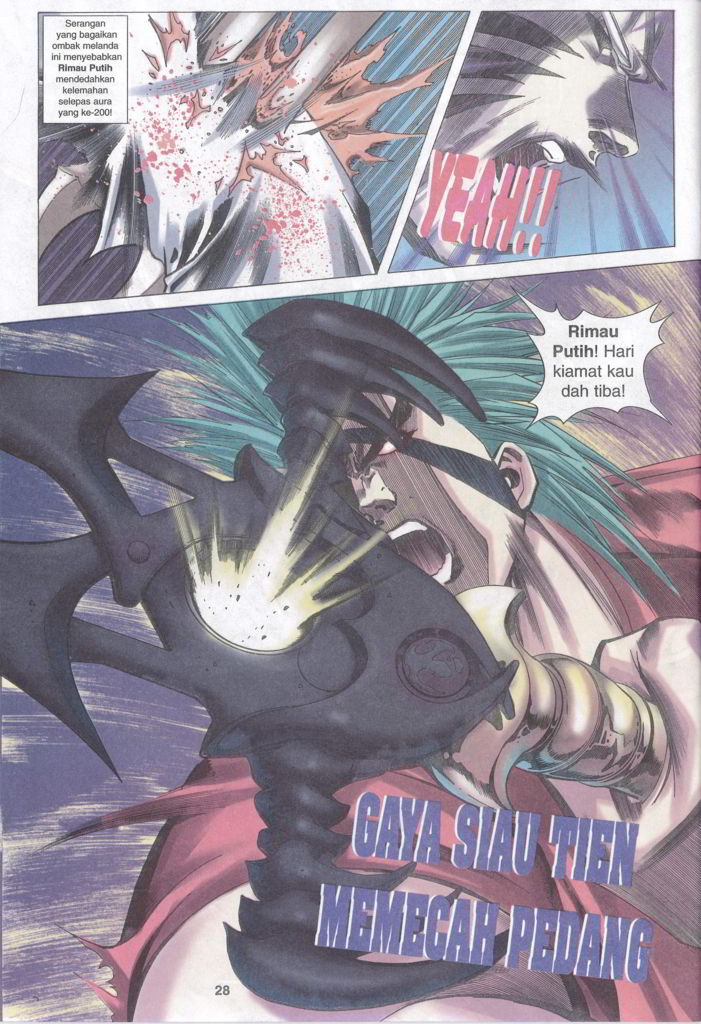 Serangan
yang bagaikan
ombak melanda
ini menyebabkan
Rimau Putih
mendedahkan
kelemahan
selepas aura
yang ke-200!
YEAH!!
Rimau
Putih! Hari
kiamat kau
dah tiba!
GAYA SIAU TIEN
MEMECAH PEDANG
28